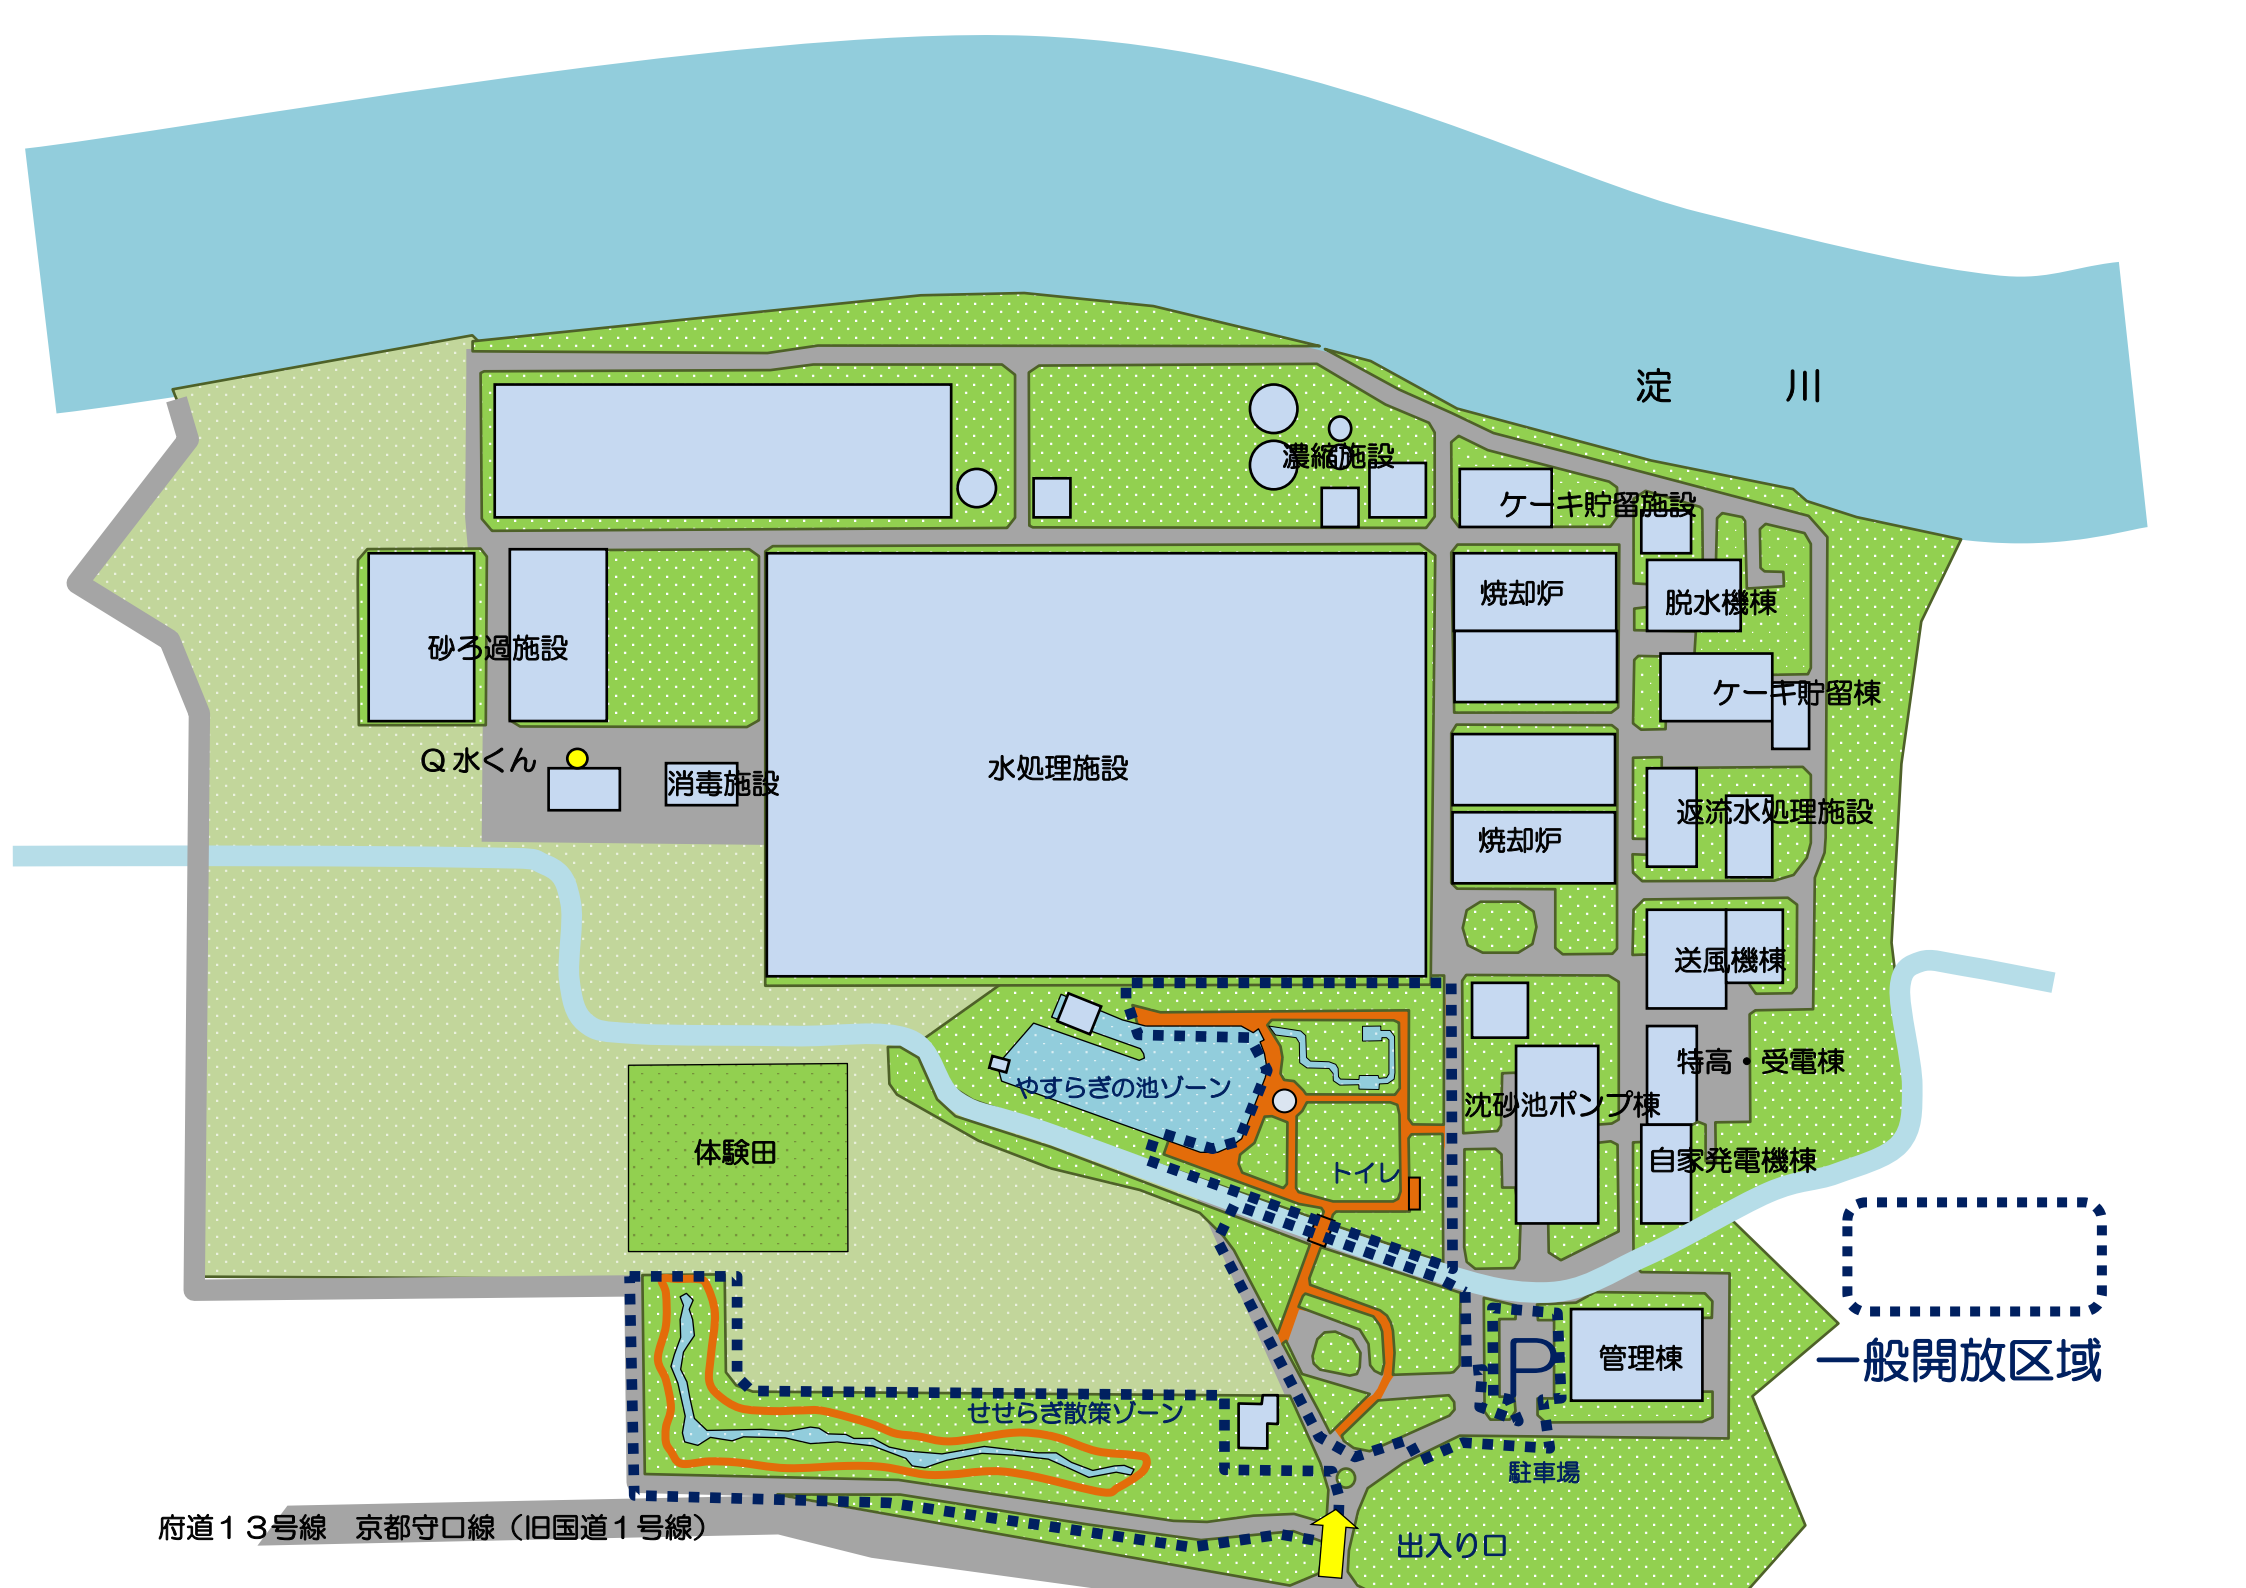 淀　川
濃縮施設
ケーキ貯留施設
焼却炉
脱水機棟
砂ろ過施設
ケーキ貯留棟
Q水くん
消毒施設
水処理施設
返流水処理施設
焼却炉
送風機棟
特高・受電棟
やすらぎの池ゾーン
沈砂池ポンプ棟
体験田
トイレ
自家発電機棟
P
管理棟
一般開放区域
せせらぎ散策ゾーン
駐車場
府道１３号線　京都守口線（旧国道１号線）
出入り口